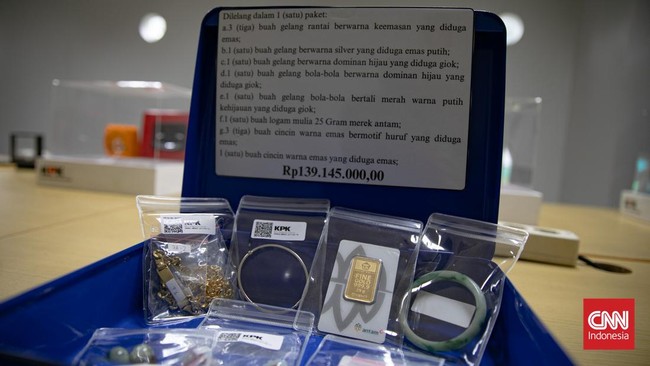 Dilelang dalam 1 (satu) paket:
a.3 (tiga) buah gelang rantai berwarna keemasan yang diduga
emas;
b.1 (satu) buah gelang berwarna silver yang diduga emas putih;
c.1 (satu) buah gelang berwarna dominan hijau yang diduga giok;
d.1 (satu) buah gelang bola-bola berwarna dominan hijau yang
diduga giok;
e.1 (satu) buah gelang bola-bola bertali merah warna putih
kehijauan yang diduga giok;
f.1 (satu) buah logam mulia 25 Gram merek antam;
g.3 (tiga) buah cincin warna emas bermotif huruf yang diduga
emas.
1 (satu) buah cincin warna emas yang diduga emas;
Rp139.145.000,00
KPK
FINE
GOLD
KPK
CNN
Indonesia